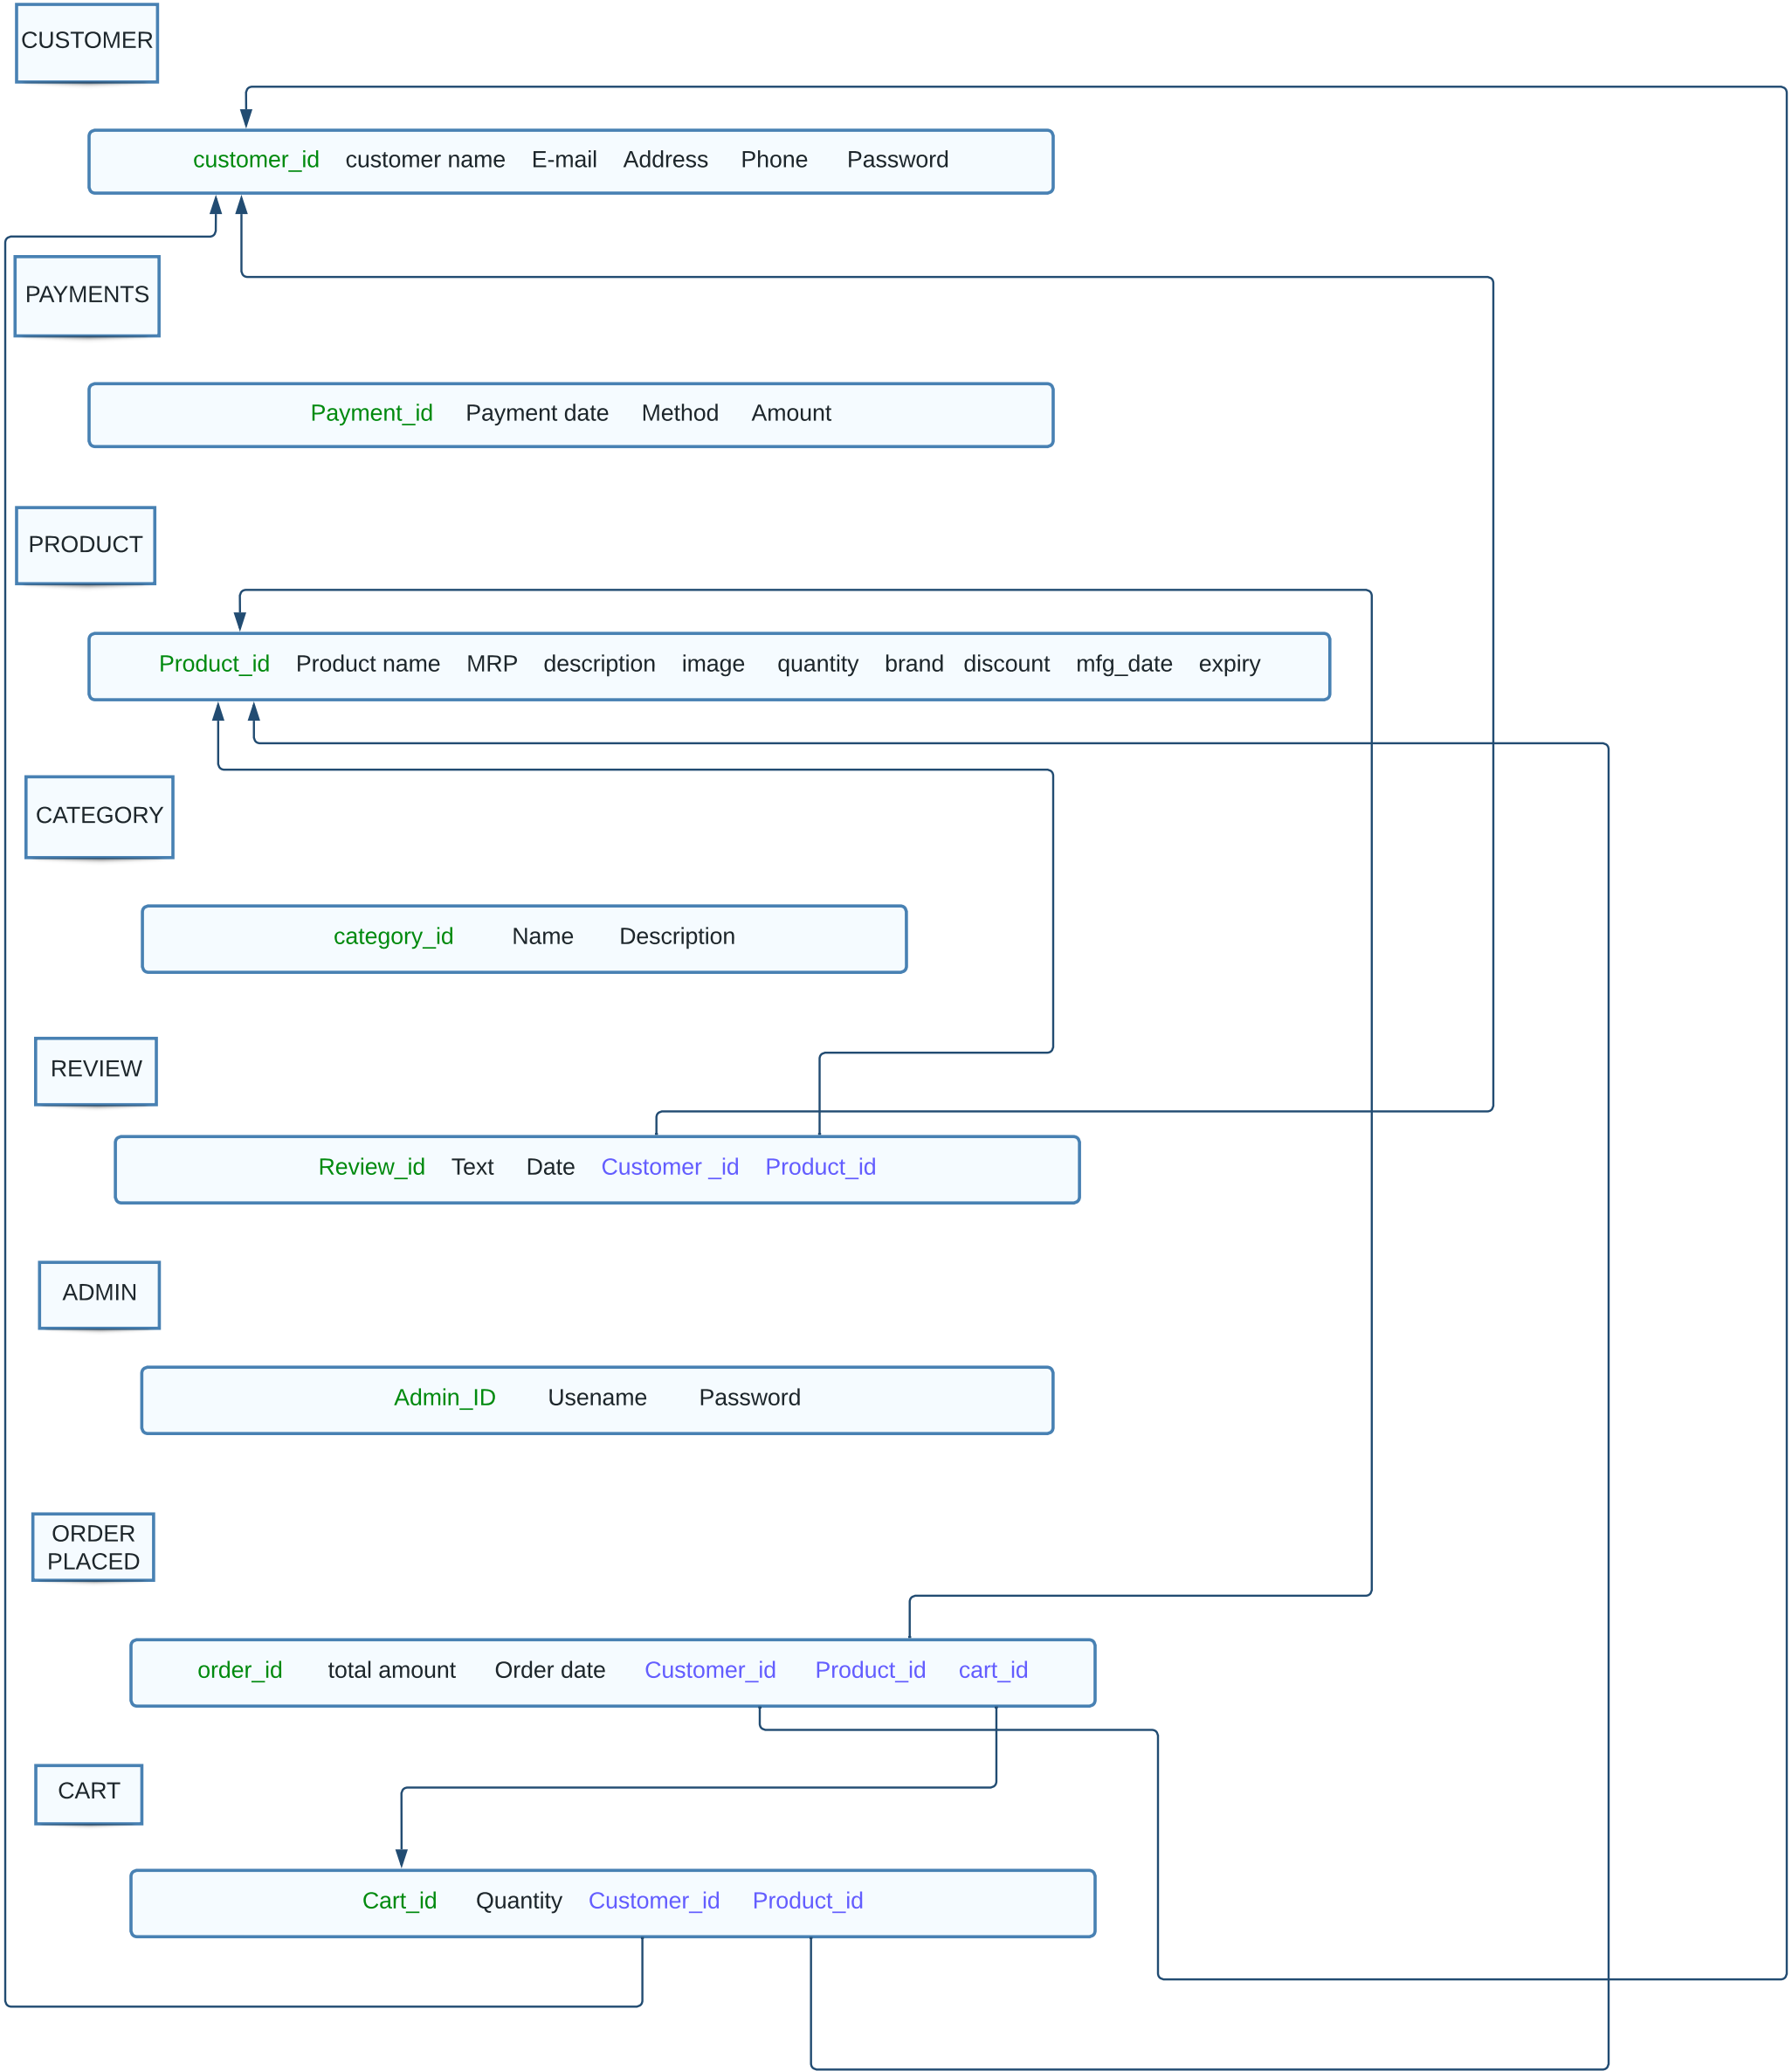 CUSTOMER
customer_id customer name E-mail Address Phone Password
PAYMENTS
Payment_id Payment date Method Amount
PRODUCT
Product_id Product name MRP description image quantity brand discount mfg_date expiry
CATEGORY
category_id Name Description
REVIEW
Review_id Text Date Customer _id Product_id
ADMIN
Admin_ID Usename Password
ORDER
PLACED
order_id total amount Order date Customer_id Product_id cart_id
CART
Cart_id Quantity Customer_id Product_id